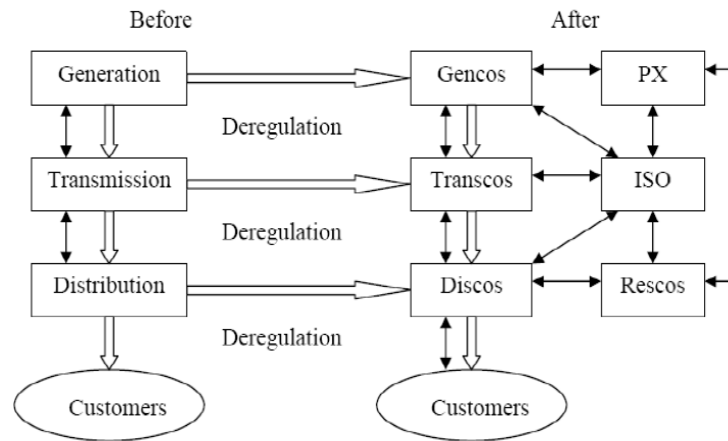 Before
After
Generation
Gencos
PX
Deregulation
Transmission
Transcos
ISO
Deregulation
Distribution
Discos
Rescos
Deregulation
Customers
Customers